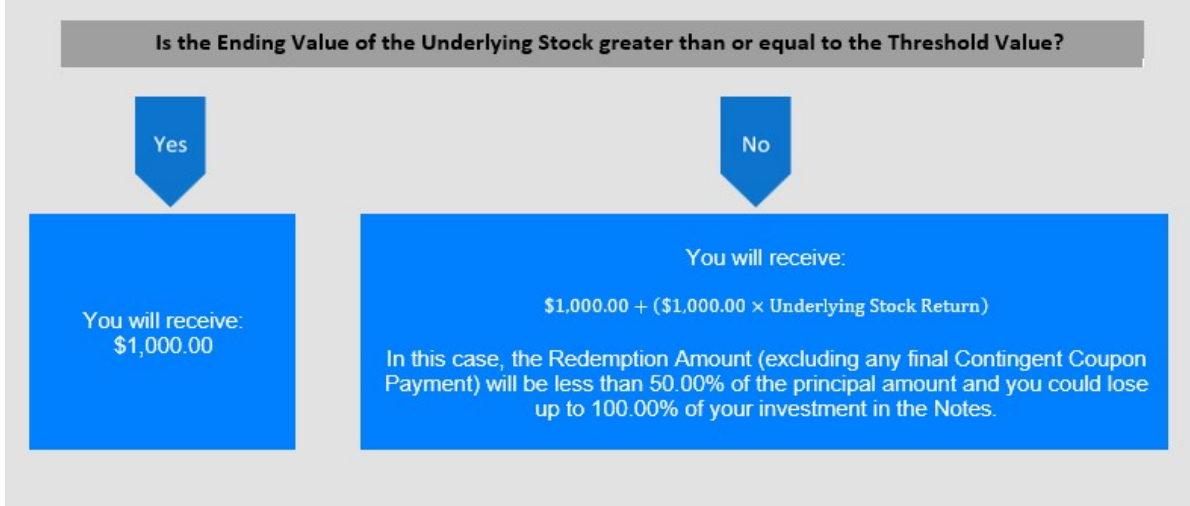 Is the Ending Value of the Underlying Stock greater than or equal to the Threshold Value?
Yes
No
You will receive:
$1,000.00
You will receive:
$1,000.00 + ($1,000.00 × Underlying Stock Return)
In this case, the Redemption Amount (excluding any final Contingent Coupon
Payment) will be less than 50.00% of the principal amount and you could lose
up to 100.00% of your investment in the Notes.